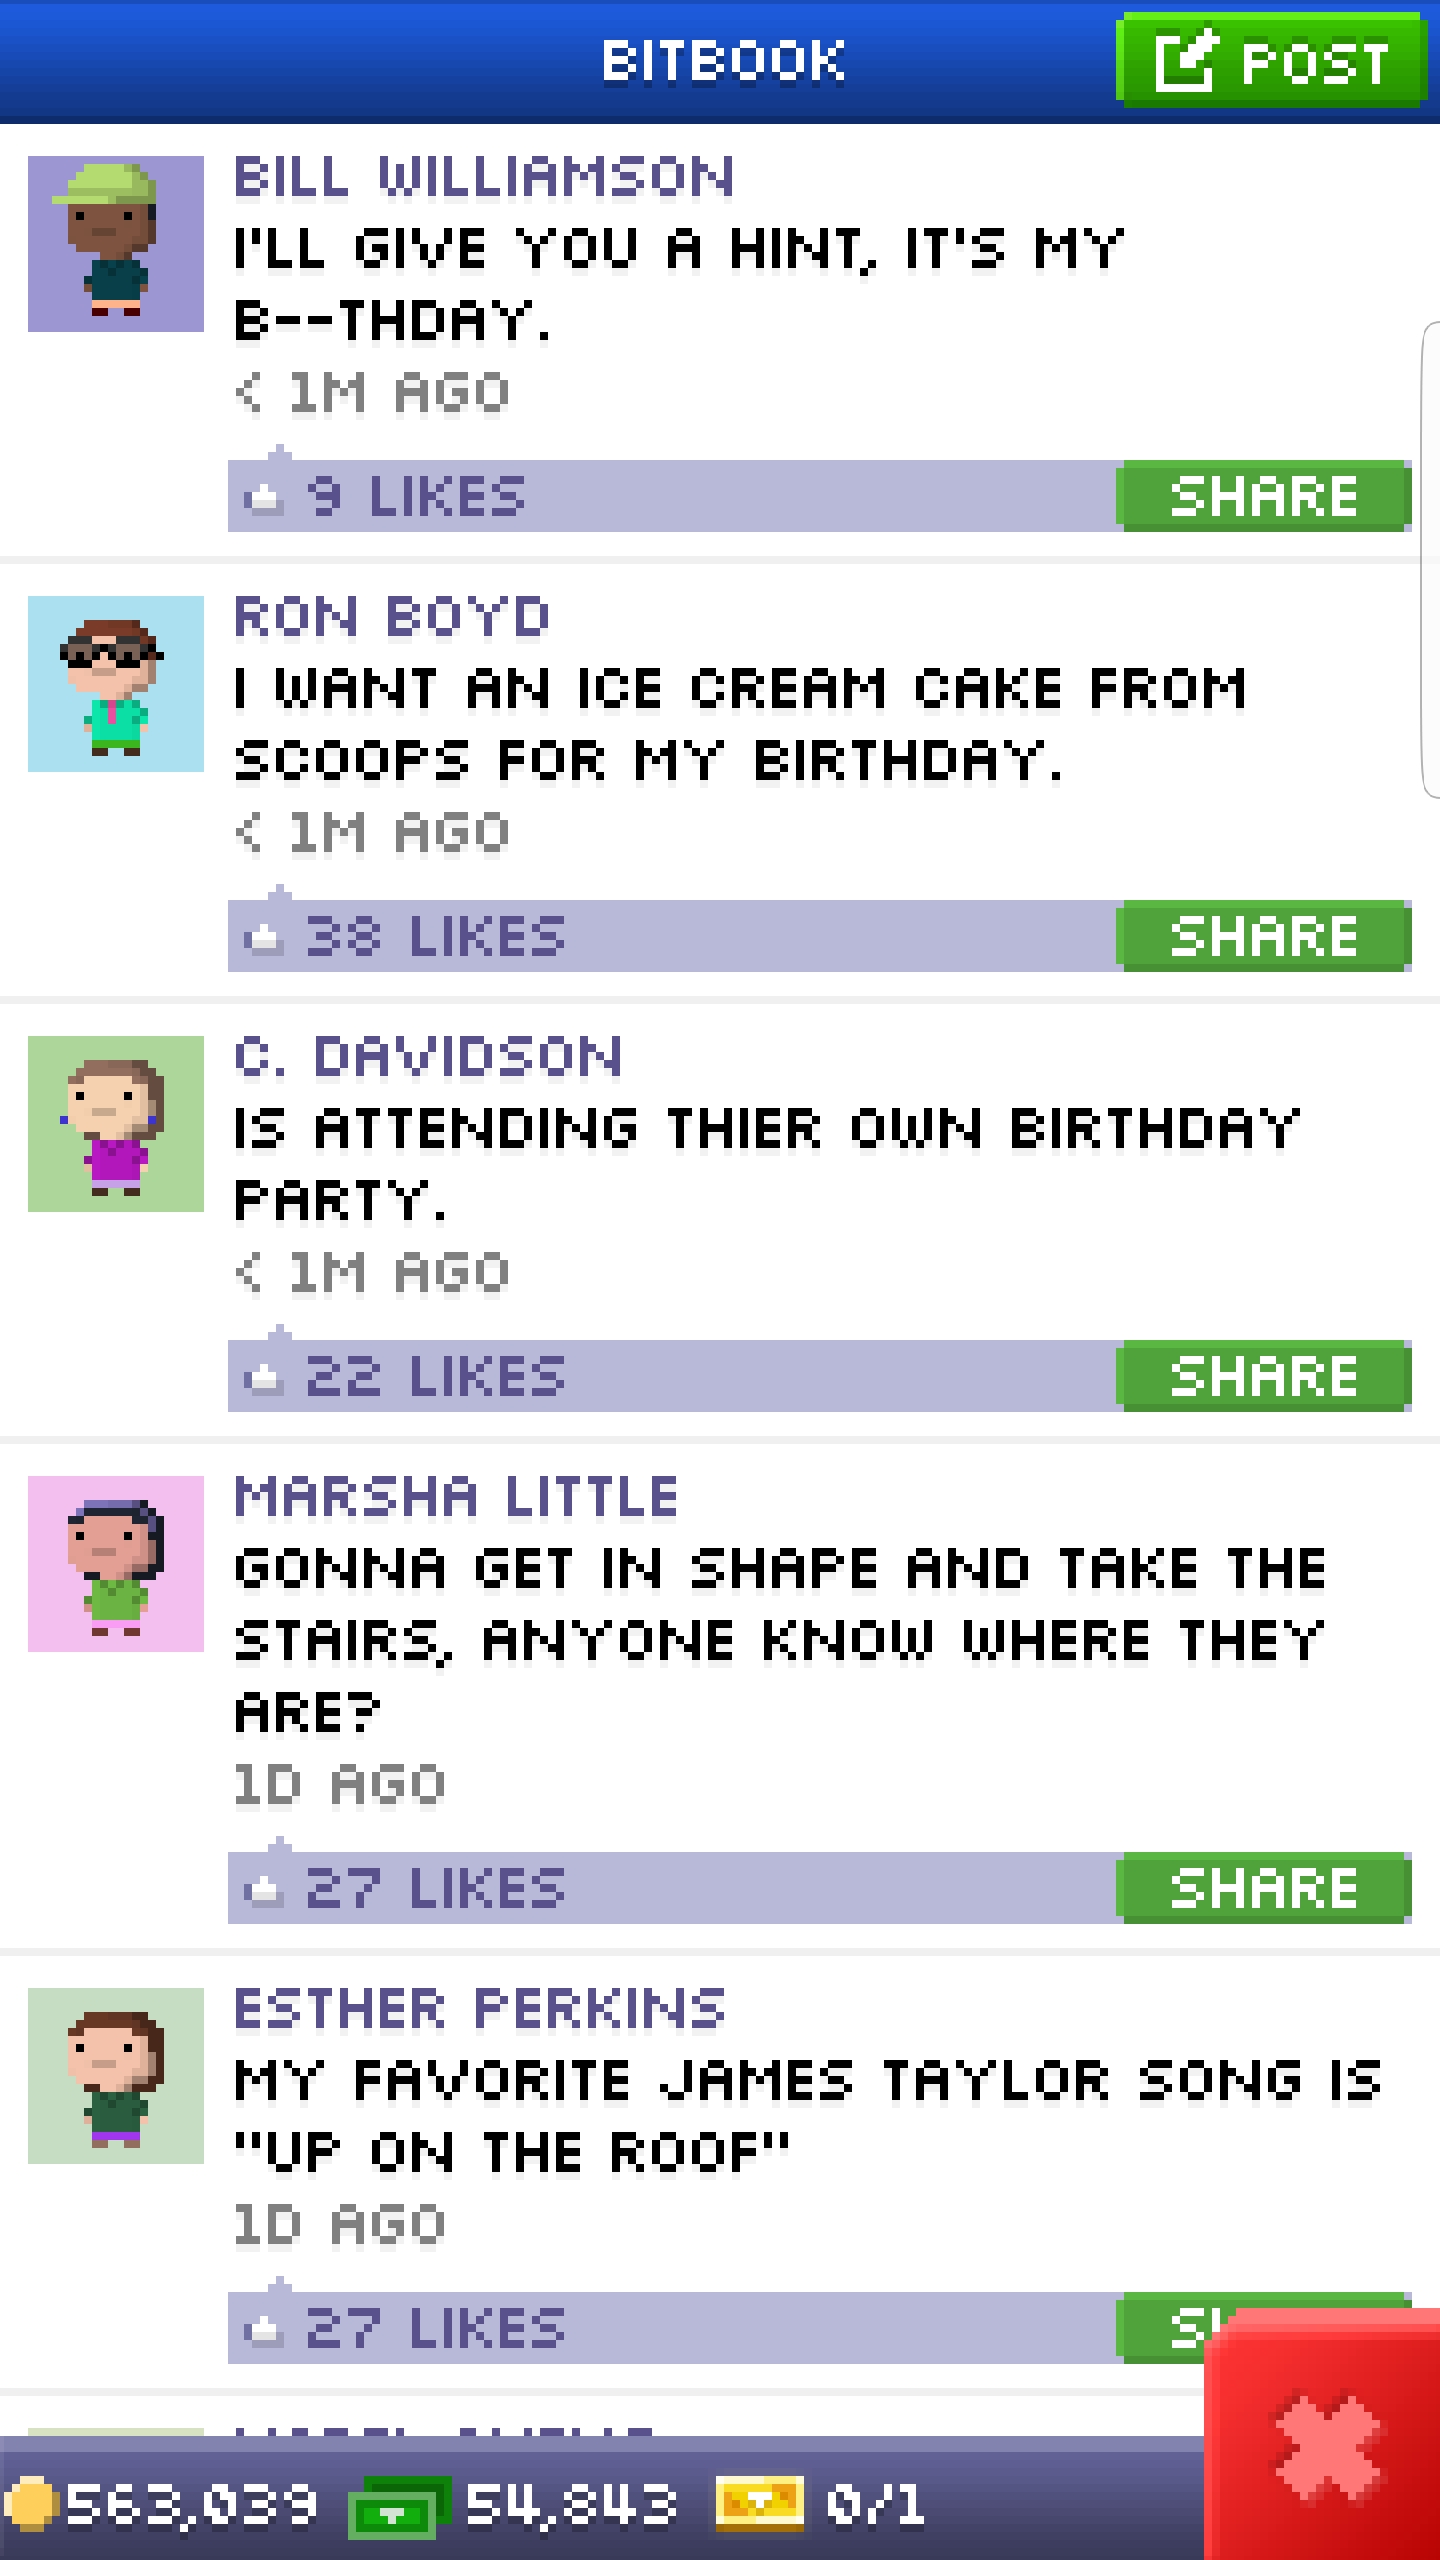 BITBOOK
POST
BILL WILLIAMSON
I'LL GIVE YOU A HINT, IT'S MY
B--THDAY.
< 1M AGO
9 LIKES
SHARE
RON BOYD
I WANT AN ICE CREAM CAKE FROM
SCOOPS FOR MY BIRTHDAY.
< 1M AGO
38 LIKES
SHARE
C. DAVIDSON
IS ATTENDING THIER OWN BIRTHDAY
PARTY.
< 1M AGO
22 LIKES
SHARE
MARSHA LITTLE
GONNA GET IN SHAPE AND TAKE THE
STAIRS, ANYONE KNOW WHERE THEY
ARE?
1D AGO
27 LIKES
SHARE
ESTHER PERKINS
MY FAVORITE JAMES TAYLOR SONG IS
"UP ON THE ROOF"
1D AGO
27 LIKES
563,039 54,843 0/1